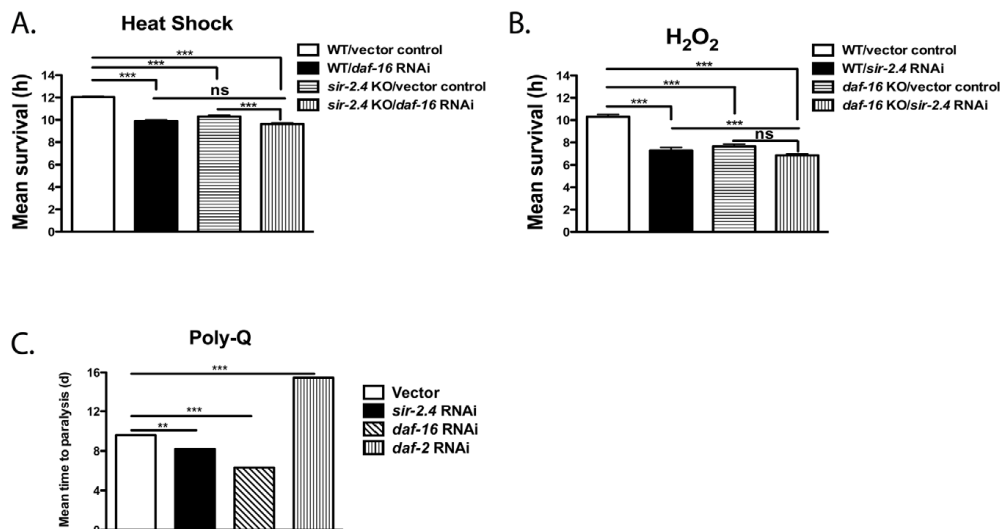 A.
Heat Shock
WT/vector control
WT/daf-16 RNAi
sir-2.4 KO/vector control
sir-2.4 KO/daf-16 RNAi
***
***
***
ns
***
Mean survival (h)
14
12
10
8
6
4
2
0
B.
H₂O₂
WT/vector control
WT/sir-2.4 RNAi
daf-16 KO/vector control
daf-16 KO/sir-2.4 RNAi
***
***
***
***
ns
Mean survival (h)
14
12
10
8
6
4
2
0
C.
Poly-Q
Vector
sir-2.4 RNAi
daf-16 RNAi
daf-2 RNAi
***
***
**
Mean time to paralysis (d)
16
12
8
4
0